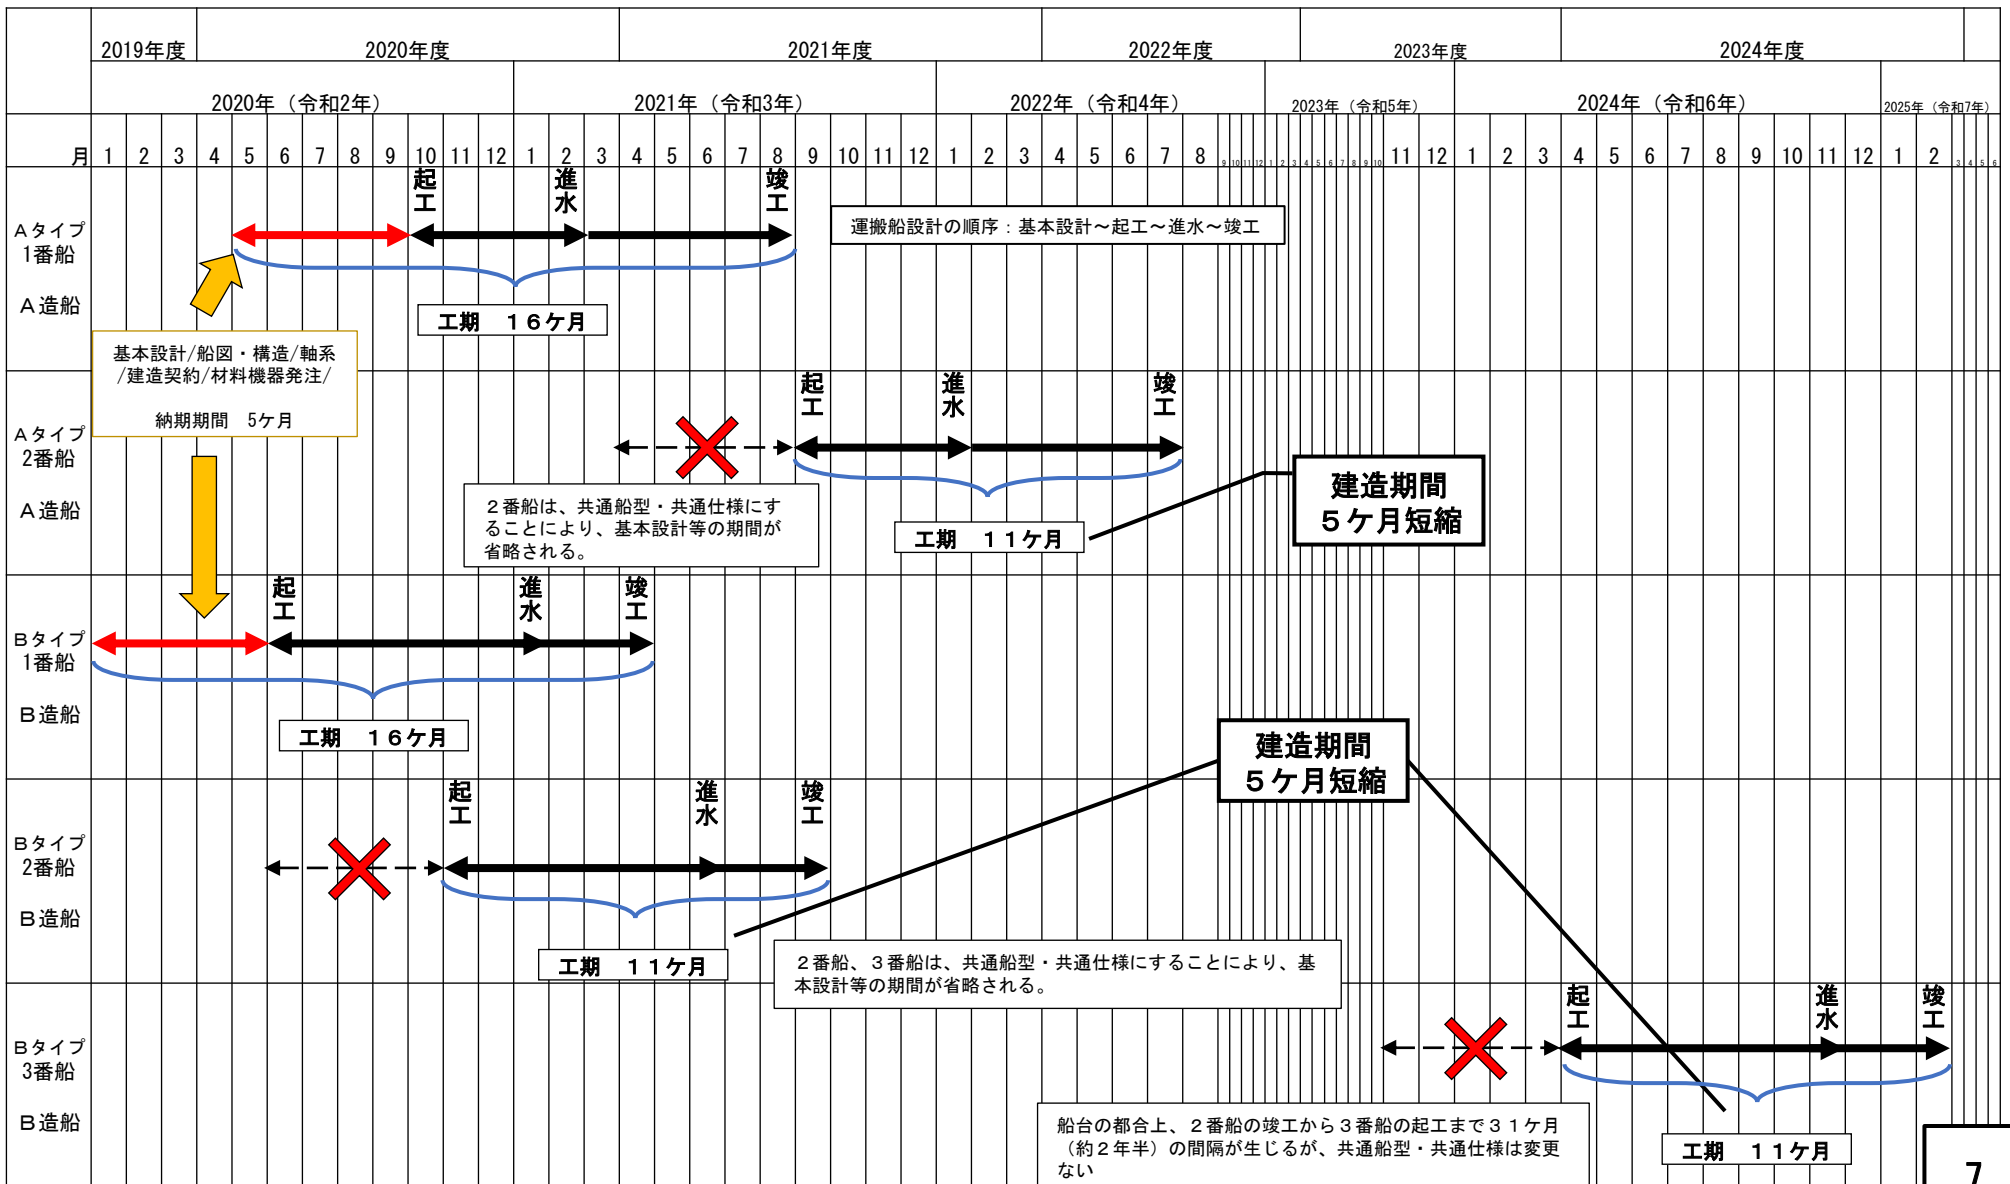 2019年度 2020年度 2021年度 2022年度 2023年度 2024年度
2020年（令和2年） 2021年（令和3年） 2022年（令和4年） 2023年（令和5年） 2024年（令和6年） 2025年（令和7年）
月 1 2 3 4 5 6 7 8 9 10 11 12 1 2 3 4 5 6 7 8 9 10 11 12 1 2 3 4 5 6 7 8 9 10 11 12 1 2 3 4 5 6 7 8 9 10 11 12 1 2 3 4 5 6 7 8 9 10 11 12 1 2 3 4 5 6
Ａタイプ
1番船
Ａ造船
起工
進水
竣工
運搬船設計の順序：基本設計～起工～進水～竣工
工期　１６ケ月
基本設計/船図・構造/軸系
/建造契約/材料機器発注/
納期期間　5ケ月
Ａタイプ
2番船
Ａ造船
起工
進水
竣工
２番船は、共通船型・共通仕様にす
ることにより、基本設計等の期間が
省略される。
工期　１１ケ月
建造期間
５ケ月短縮
Ｂタイプ
1番船
Ｂ造船
起工
進水
竣工
工期　１６ケ月
建造期間
５ケ月短縮
Ｂタイプ
2番船
Ｂ造船
起工
進水
竣工
工期　１１ケ月
２番船、３番船は、共通船型・共通仕様にすることにより、基
本設計等の期間が省略される。
Ｂタイプ
3番船
Ｂ造船
起工
進水
竣工
船台の都合上、２番船の竣工から３番船の起工まで３１ケ月
（約２年半）の間隔が生じるが、共通船型・共通仕様は変更
ない
工期　１１ケ月
7